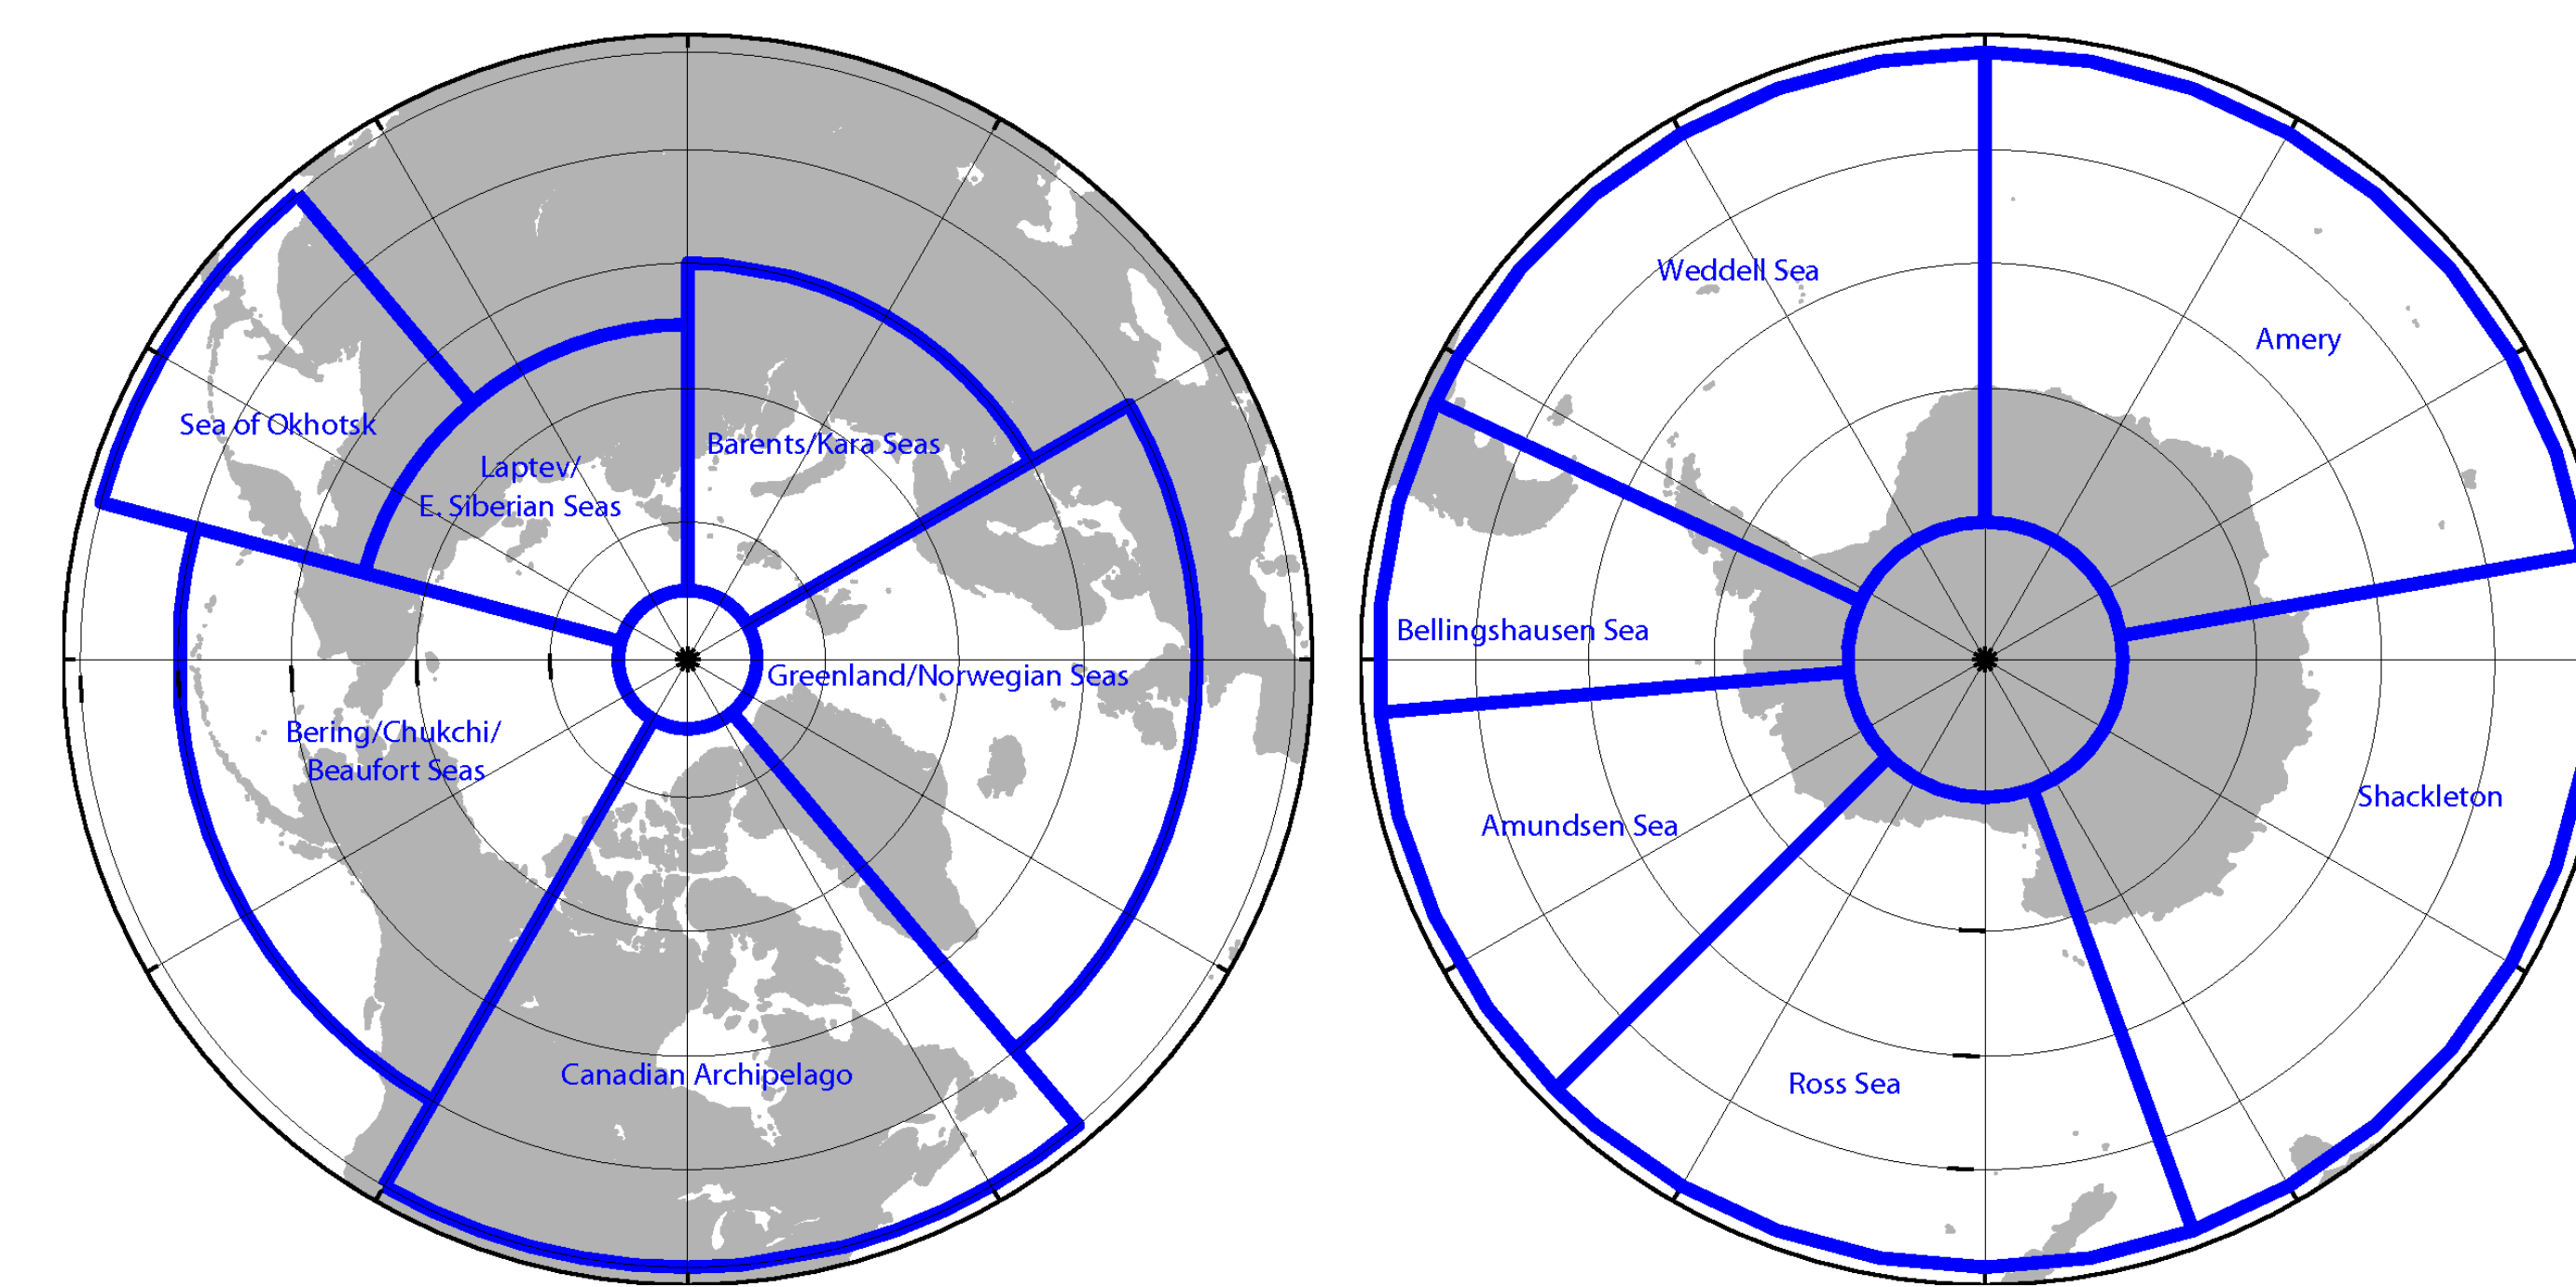 Sea of Okhotsk
Laptev/
E. Siberian Seas
Barents/Kara Seas
Greenland/Norwegian Seas
Bering/Chukchi/
Beaufort Seas
Canadian Archipelago
Weddell Sea
Amery
Bellingshausen Sea
Shackleton
Amundsen Sea
Ross Sea